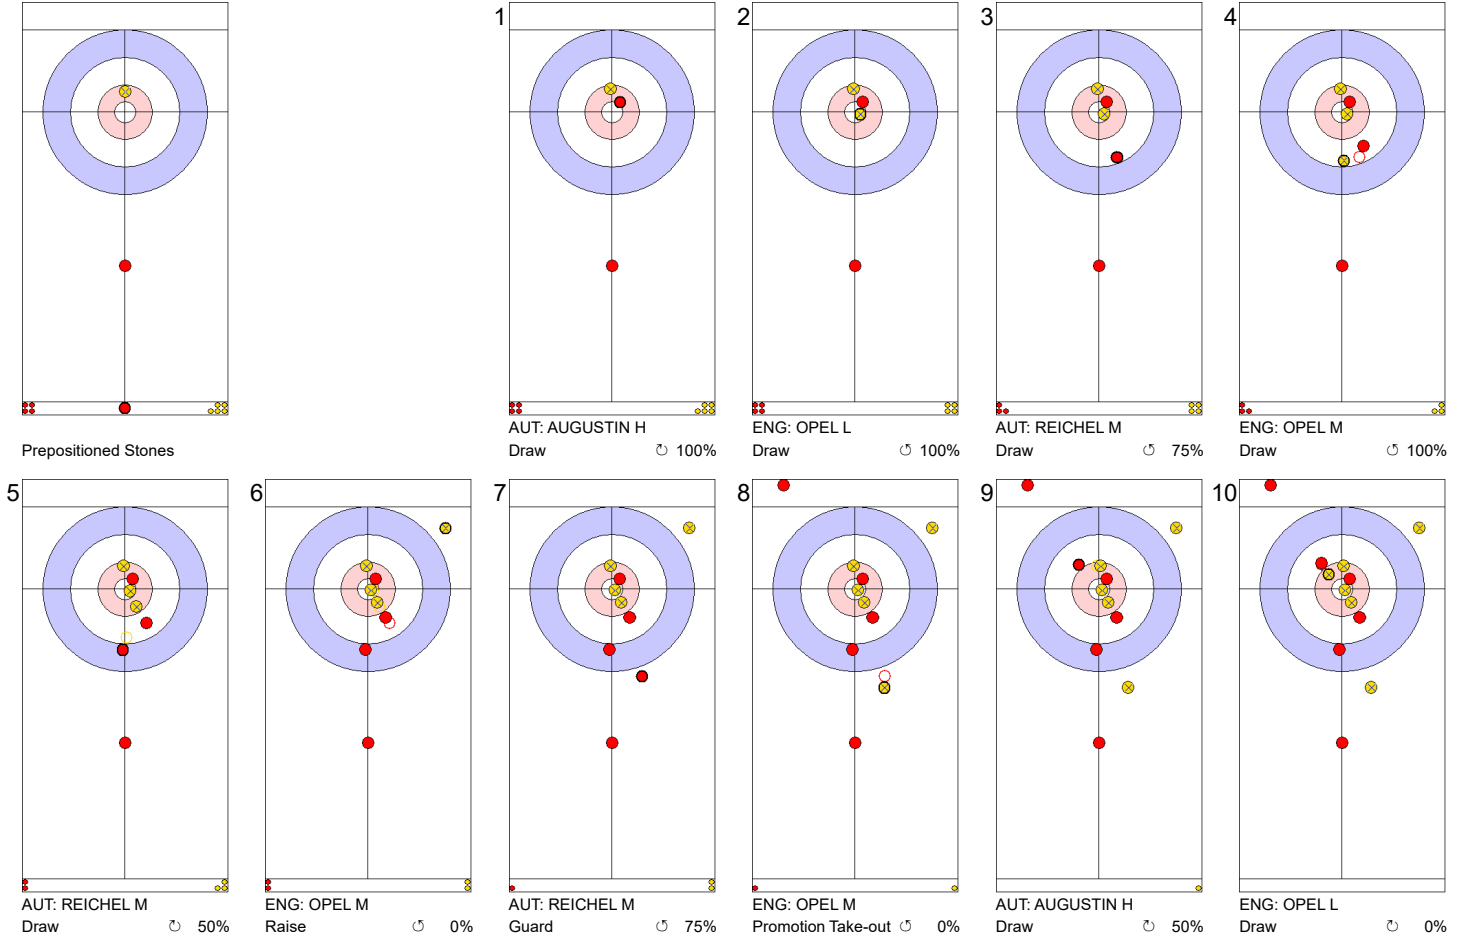 1
2
3
4
Prepositioned Stones
AUT: AUGUSTIN H
Draw ↻ 100%
ENG: OPEL L
Draw ↺ 100%
AUT: REICHEL M
Draw ↻ 75%
ENG: OPEL M
Draw ↺ 100%
5
6
7
8
9
10
AUT: REICHEL M
Draw ↻ 50%
ENG: OPEL M
Raise ↺ 0%
AUT: REICHEL M
Guard ↺ 75%
ENG: OPEL M
Promotion Take-out ↺ 0%
AUT: AUGUSTIN H
Draw ↻ 50%
ENG: OPEL L
Draw ↻ 0%